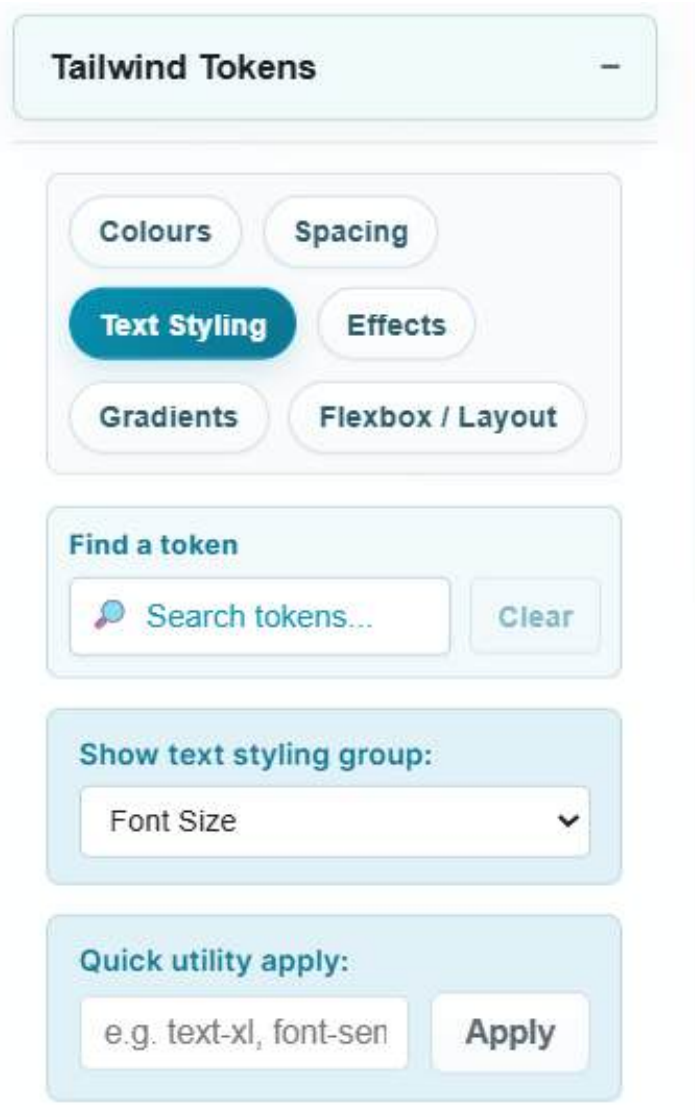 Tailwind Tokens −
Colours Spacing
Text Styling Effects
Gradients Flexbox / Layout
Find a token
Search tokens... Clear
Show text styling group:
Font Size
Quick utility apply:
e.g. text-xl, font-sen Apply